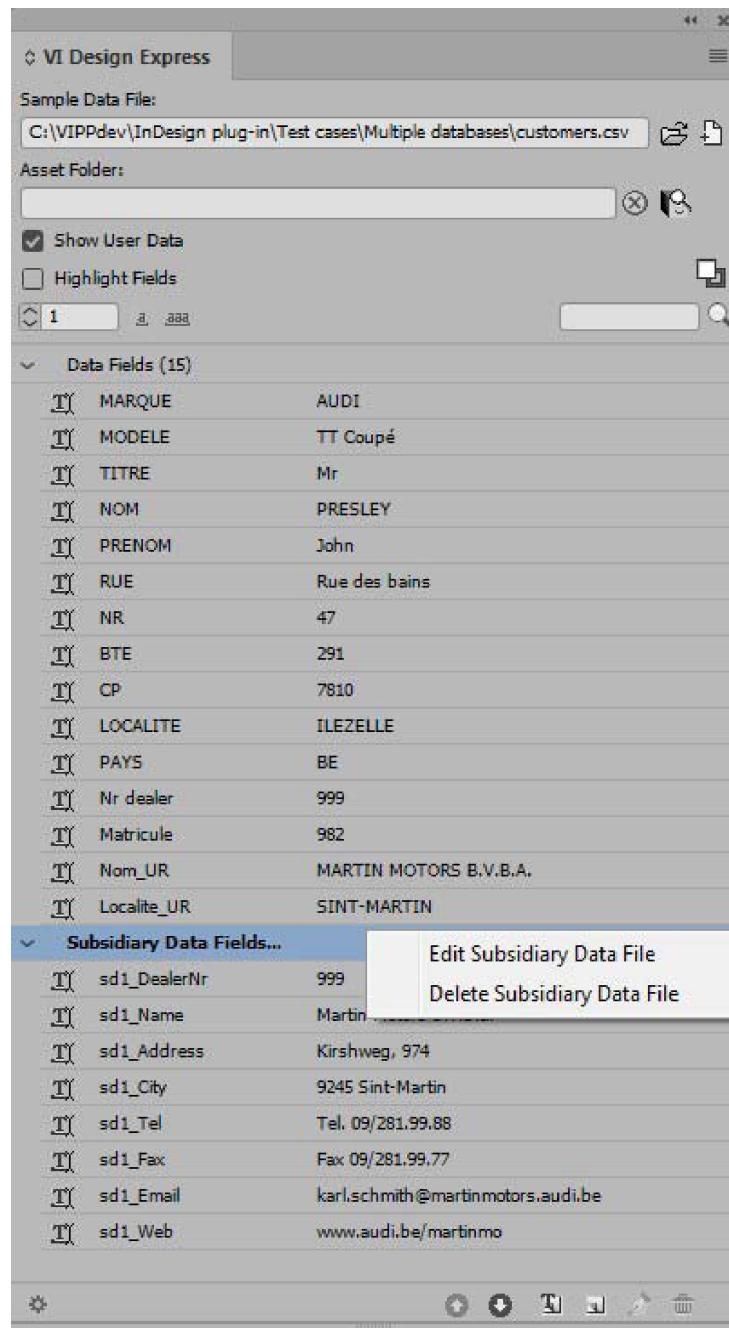 VI Design Express
Sample Data File:
C:\VIPPdev\InDesign plug-in\Test cases\Multiple databases\customers.csv
Asset Folder:
Show User Data
Highlight Fields
1 a aaa
Data Fields (15)
MARQUE AUDI
MODELE TT Coupé
TITRE Mr
NOM PRESLEY
PRENOM John
RUE Rue des bains
NR 47
BTE 291
CP 7810
LOCALITE ILEZELLE
PAYS BE
Nr dealer 999
Matricule 982
Nom_UR MARTIN MOTORS B.V.B.A.
Localite_UR SINT-MARTIN
Subsidiary Data Fields...
Edit Subsidiary Data File
Delete Subsidiary Data File
sd1_DealerNr 999
sd1_Name Martin
sd1_Address Kirshweg, 974
sd1_City 9245 Sint-Martin
sd1_Tel Tel. 09/281.99.88
sd1_Fax Fax 09/281.99.77
sd1_Email karl.schmith@martinmotors.audi.be
sd1_Web www.audi.be/martinmo